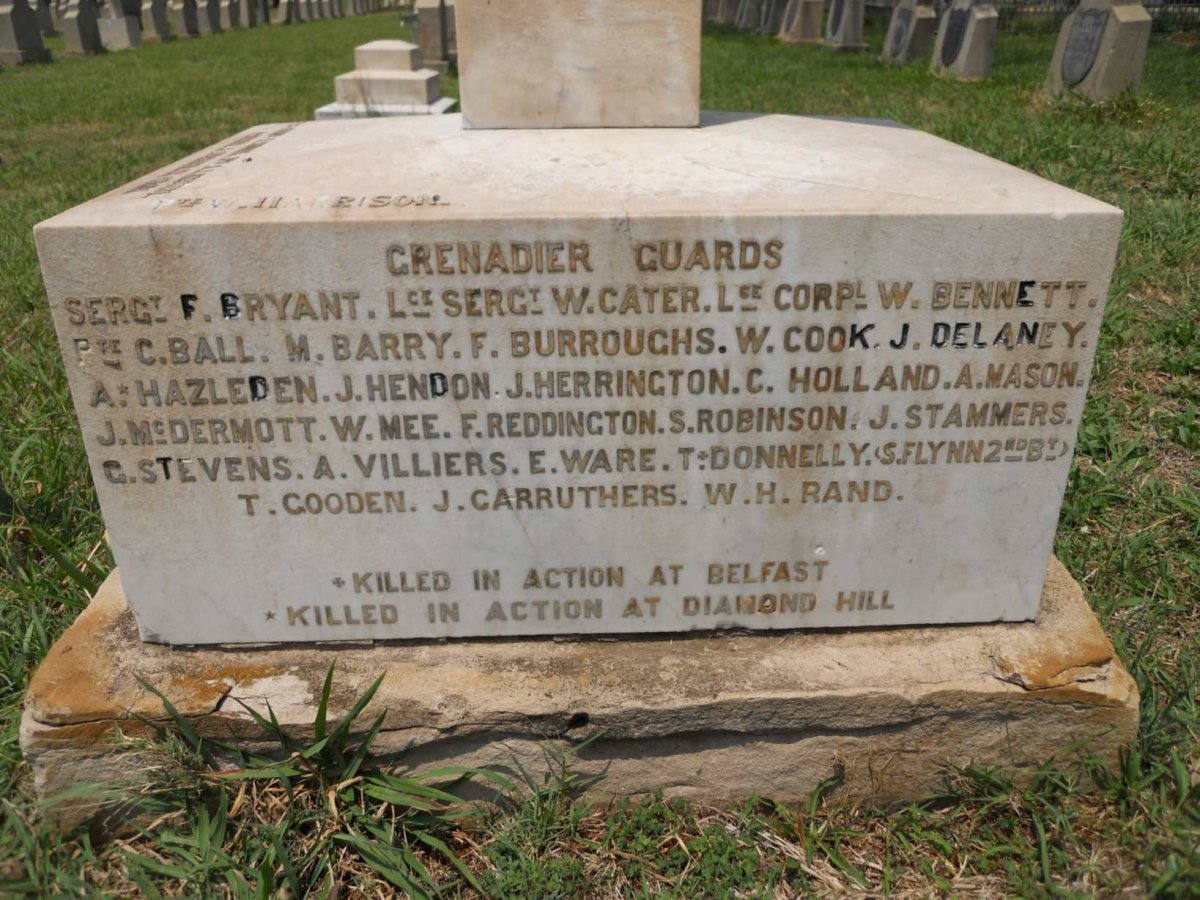 W. HARRISON.
GRENADIER GUARDS
SERGT F. BRYANT. LCE SERGT W. CATER. LCE CORPL W. BENNETT.
PTE C. BALL. M. BARRY. F. BURROUGHS. W. COOK. J. DELANEY.
A* HAZLEDEN. J. HENDON. J. HERRINGTON. C. HOLLAND. A. MASON.
J. MCDERMOTT. W. MEE. F. REDDINGTON. S. ROBINSON. J. STAMMERS.
G. STEVENS. A. VILLIERS. E. WARE. T+ DONNELLY. (S. FLYNN 2ND BT)
T. GOODEN. J. CARRUTHERS. W. H. RAND.
+KILLED IN ACTION AT BELFAST
*KILLED IN ACTION AT DIAMOND HILL